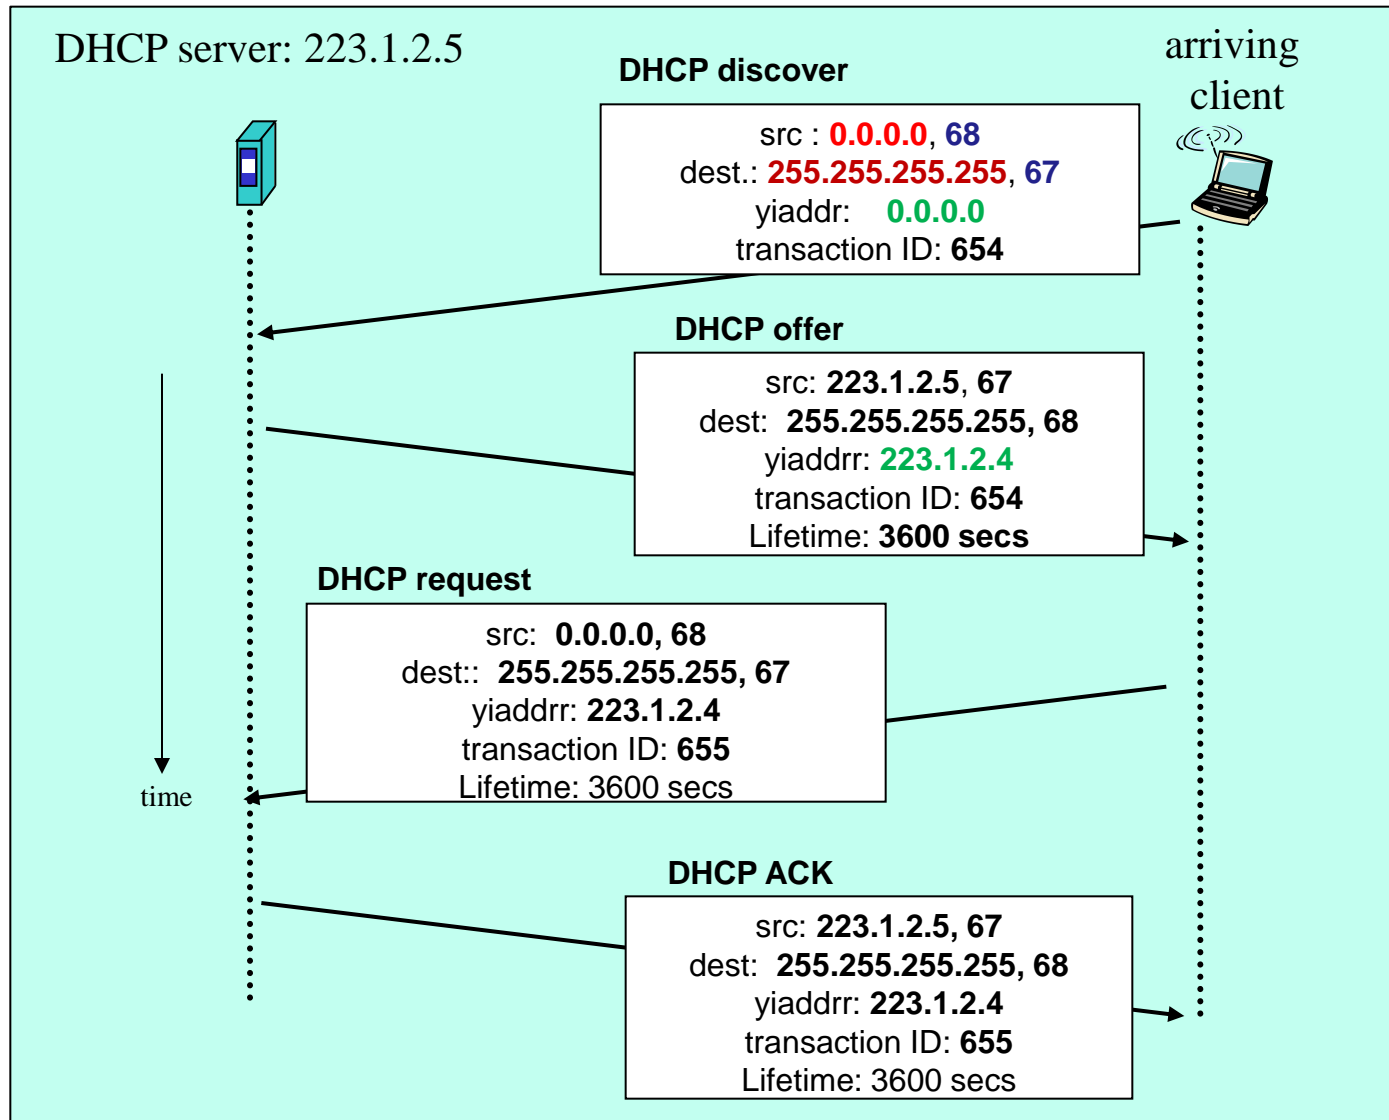 DHCP server: 223.1.2.5
arriving
client
DHCP discover
src : 0.0.0.0, 68
dest.: 255.255.255.255, 67
yiaddr: 0.0.0.0
transaction ID: 654
DHCP offer
src: 223.1.2.5, 67
dest: 255.255.255.255, 68
yiaddrr: 223.1.2.4
transaction ID: 654
Lifetime: 3600 secs
DHCP request
src: 0.0.0.0, 68
dest:: 255.255.255.255, 67
yiaddrr: 223.1.2.4
transaction ID: 655
Lifetime: 3600 secs
time
DHCP ACK
src: 223.1.2.5, 67
dest: 255.255.255.255, 68
yiaddrr: 223.1.2.4
transaction ID: 655
Lifetime: 3600 secs